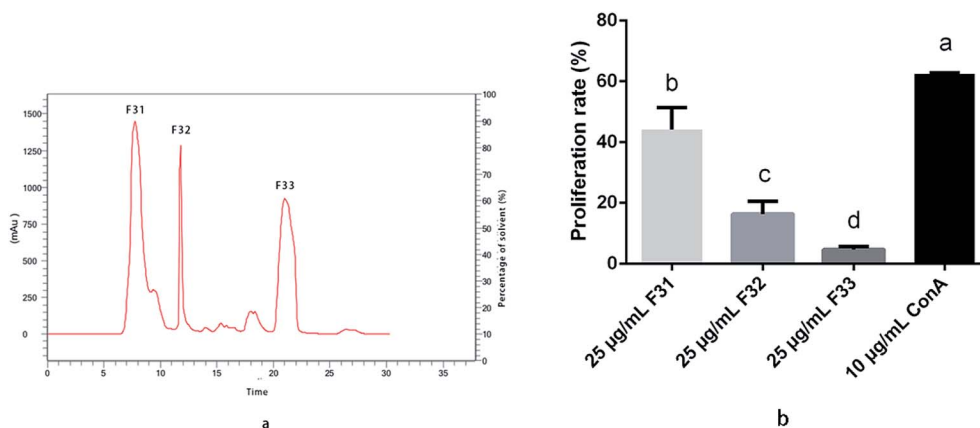 F31
F32
F33
1500
1250
1000
750
500
250
0
(mAu)
100
90
80
70
60
50
40
30
20
10
0
Percentage of solvent (%)
0 5 10 15 20 25 30 35
Time
a
Proliferation rate (%)
80
60
40
20
0
b
c
d
a
25 µg/mL F31
25 µg/mL F32
25 µg/mL F33
10 µg/mL ConA
b